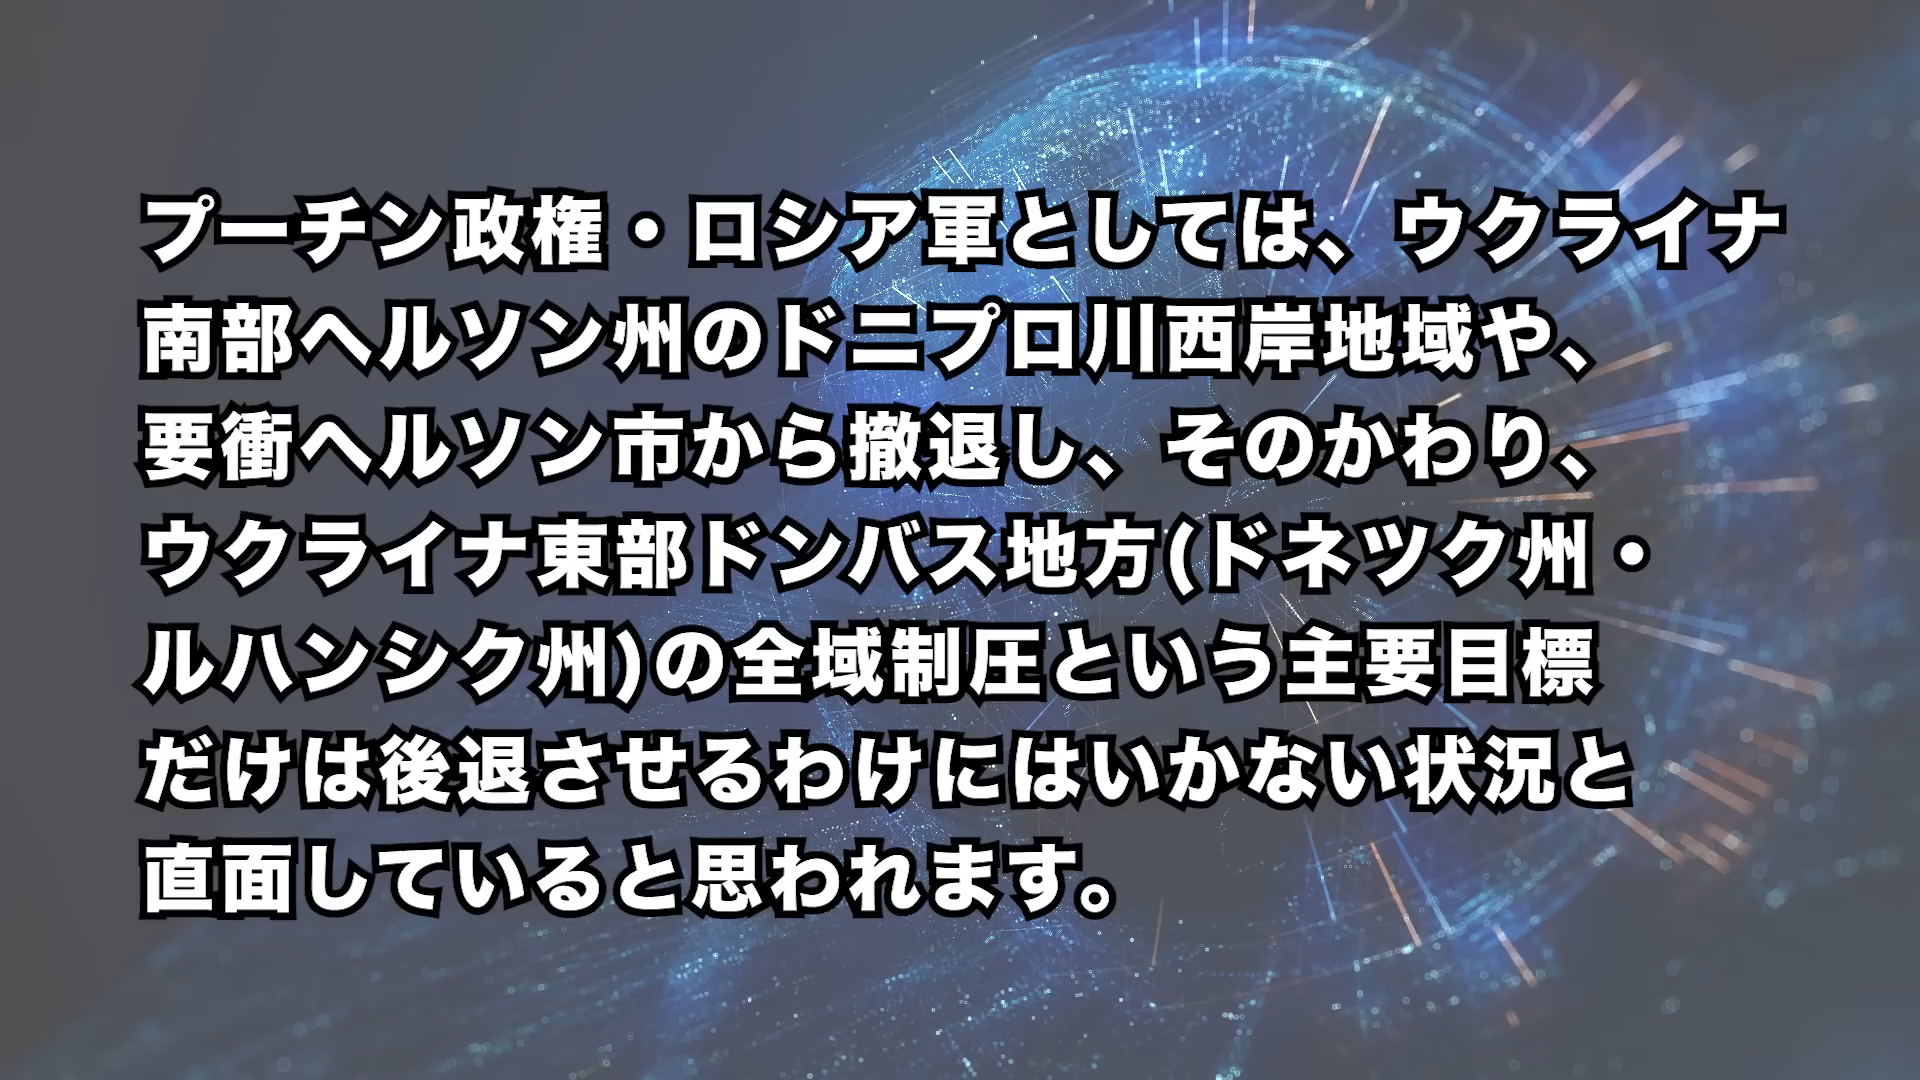 プーチン政権・ロシア軍としては、ウクライナ
南部ヘルソン州のドニプロ川西岸地域や、
要衝ヘルソン市から撤退し、そのかわり、
ウクライナ東部ドンバス地方(ドネツク州・
ルハンシク州)の全域制圧という主要目標
だけは後退させるわけにはいかない状況と
直面していると思われます。